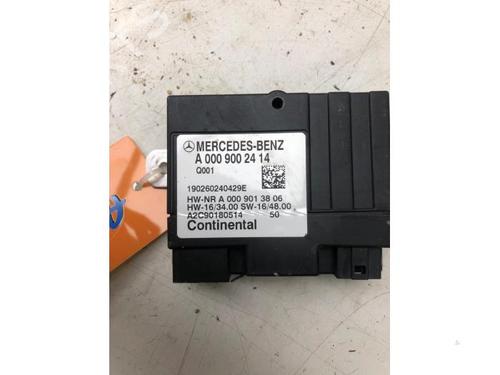 MERCEDES-BENZ
A 000 900 24 14
Q001
190260240429E
HW-NR A 000 901 38 06
HW-16/34.00 SW-16/48.00
A2C90180514 50
Continental